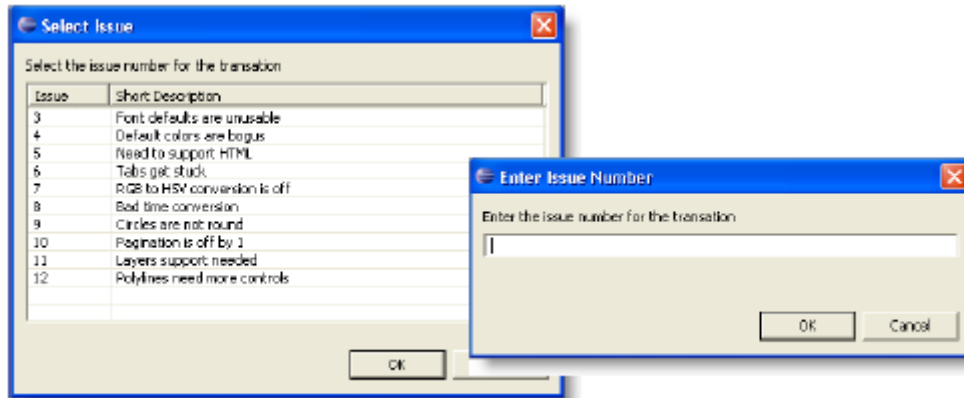 Select Issue
Select the issue number for the transation
Issue Short Description
3 Font defaults are unusable
4 Default colors are bogus
5 Need to support HTML
6 Tabs get stuck
7 RGB to HSV conversion is off
8 Bad time conversion
9 Circles are not round
10 Pagination is off by 1
11 Layers support needed
12 Polylines need more controls
OK
Enter Issue Number
Enter the issue number for the transation
OK Cancel